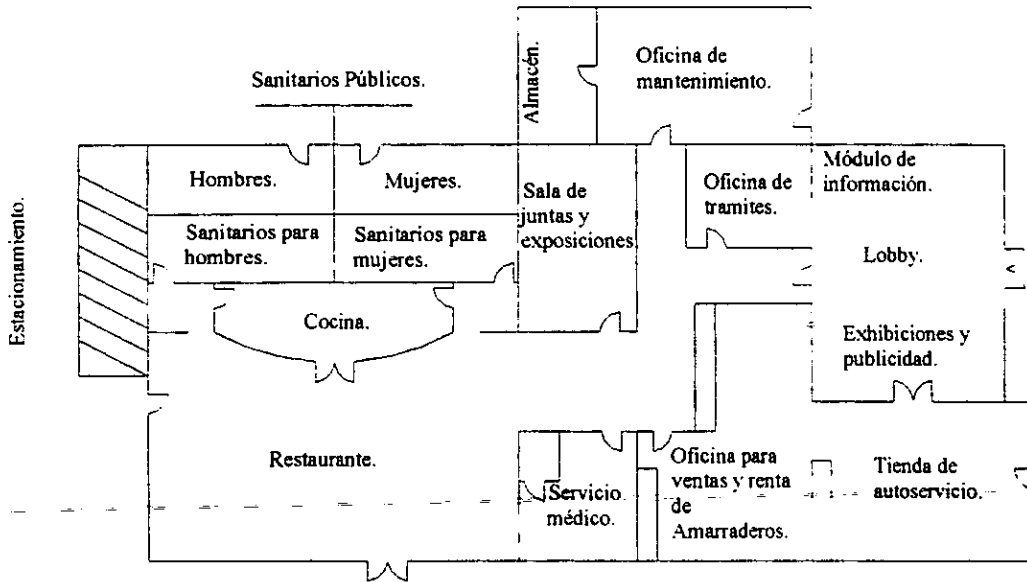 Almacén.
Oficina de
mantenimiento.
Sanitarios Públicos.
Estacionamiento.
Hombres.
Mujeres.
Sala de
juntas y
exposiciones
Oficina de
tramites.
Módulo de
información.
Sanitarios para
hombres.
Sanitarios para
mujeres.
Lobby.
Cocina.
Exhibiciones y
publicidad.
Restaurante.
Servicio
médico.
Oficina para
ventas y renta
de
Amarraderos.
Tienda de
autoservicio.